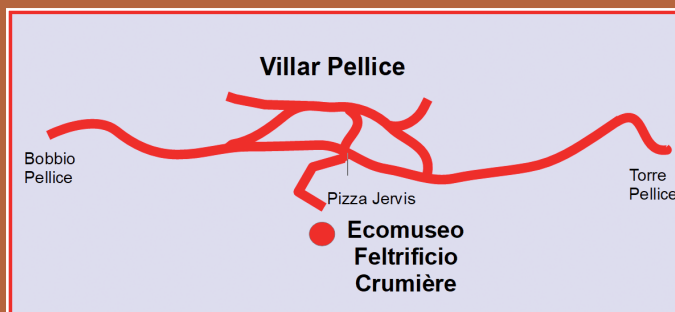 Villar Pellice
Bobbio
Pellice
Torre
Pellice
Pizza Jervis
Ecomuseo
Feltrificio
Crumière